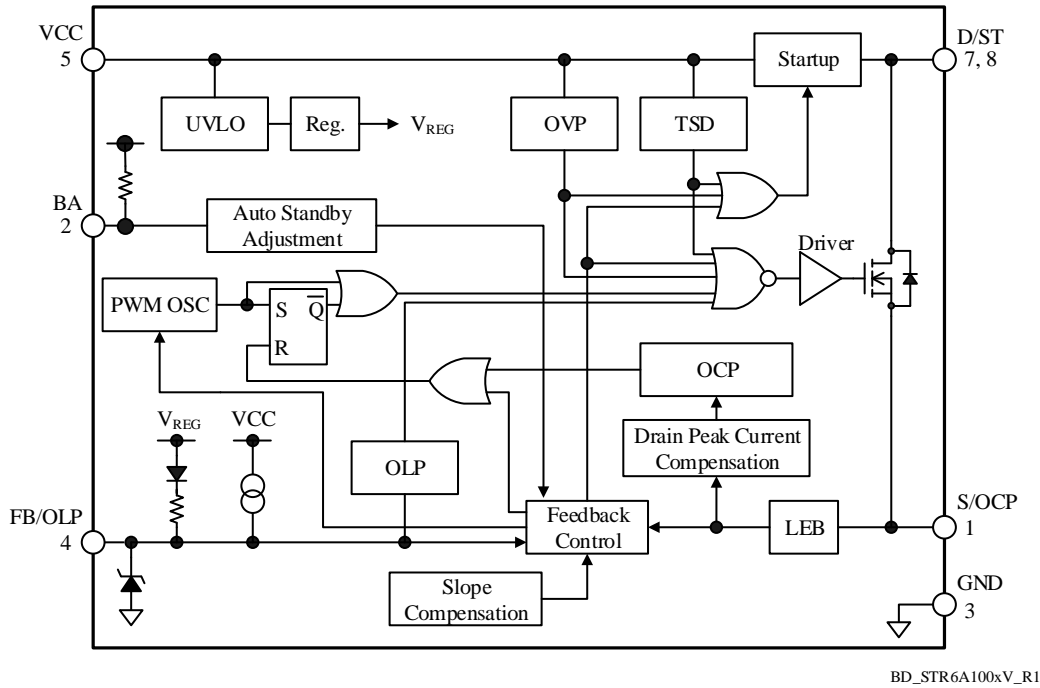 VCC
5
D/ST
7, 8
Startup
UVLO
Reg.
VREG
OVP
TSD
BA
2
Auto Standby
Adjustment
Driver
PWM OSC
S
Q
R
OCP
VREG
VCC
OLP
Drain Peak Current
Compensation
FB/OLP
4
Feedback
Control
LEB
S/OCP
1
Slope
Compensation
GND
3
BD_STR6A100xV_R1